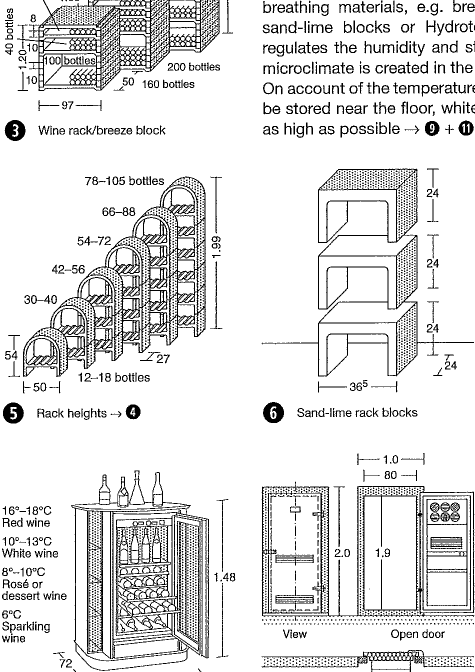 breathing materials, e.g. bre
sand-lime blocks or Hydrot
regulates the humidity and s
microclimate is created in the
On account of the temperature
be stored near the floor, white
as high as possible → 9 + 11
40 bottles
1.20
8
10
10
100 bottles
97
50
160 bottles
200 bottles
3 Wine rack/breeze block
78–105 bottles
66–88
54–72
42–56
30–40
12–18 bottles
1.99
27
54
50
5 Rack heights → 4
24
24
24
24
36⁵
6 Sand-lime rack blocks
16°–18°C
Red wine
10°–13°C
White wine
8°–10°C
Rosé or
dessert wine
6°C
Sparkling
wine
1.48
72
1.0
80
2.0
1.9
View
Open door